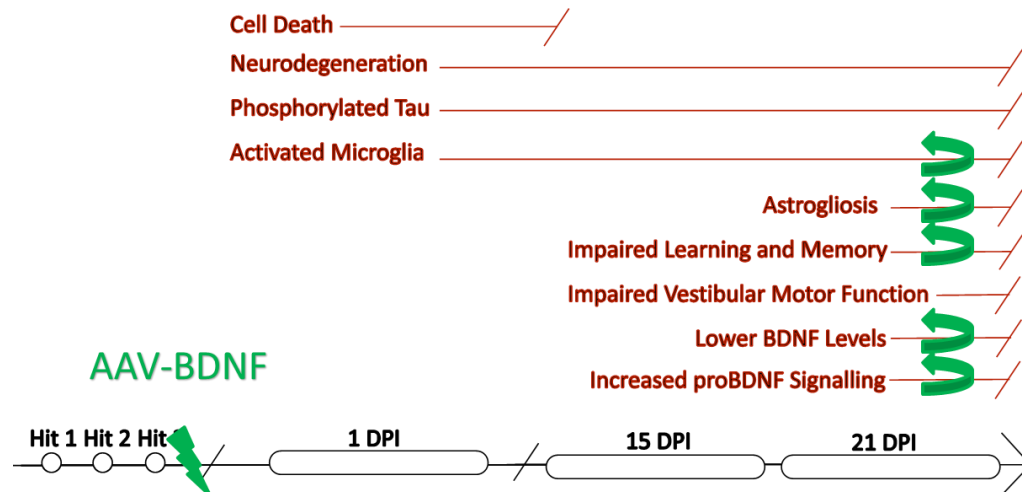 Cell Death
Neurodegeneration
Phosphorylated Tau
Activated Microglia
Astrogliosis
Impaired Learning and Memory
Impaired Vestibular Motor Function
Lower BDNF Levels
Increased proBDNF Signalling
AAV-BDNF
Hit 1 Hit 2 Hit
1 DPI
15 DPI
21 DPI